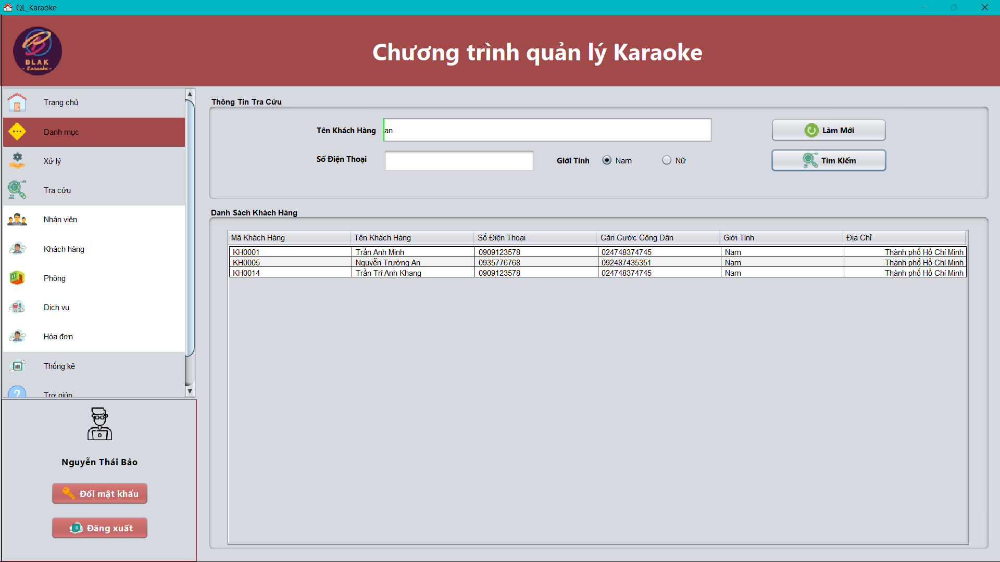 QL_Karaoke
BLAK
- Karaoke -
Chương trình quản lý Karaoke
Trang chủ
Danh mục
Xử lý
Tra cứu
Nhân viên
Khách hàng
Phòng
Dịch vụ
Hóa đơn
Thống kê
Trợ giúp
Nguyễn Thái Bảo
Đổi mật khẩu
Đăng xuất
Thông Tin Tra Cứu
Tên Khách Hàng an Làm Mới
Số Điện Thoại Giới Tính Nam Nữ Tìm Kiếm
Danh Sách Khách Hàng
Mã Khách Hàng Tên Khách Hàng Số Điện Thoại Căn Cước Công Dân Giới Tính Địa Chỉ
KH0001 Trần Anh Minh 0909123578 024748374745 Nam Thành phố Hồ Chí Minh
KH0005 Nguyễn Trường An 0935776768 092487435351 Nam Thành phố Hồ Chí Minh
KH0014 Trần Trí Anh Khang 0909123578 024748374745 Nam Thành phố Hồ Chí Minh